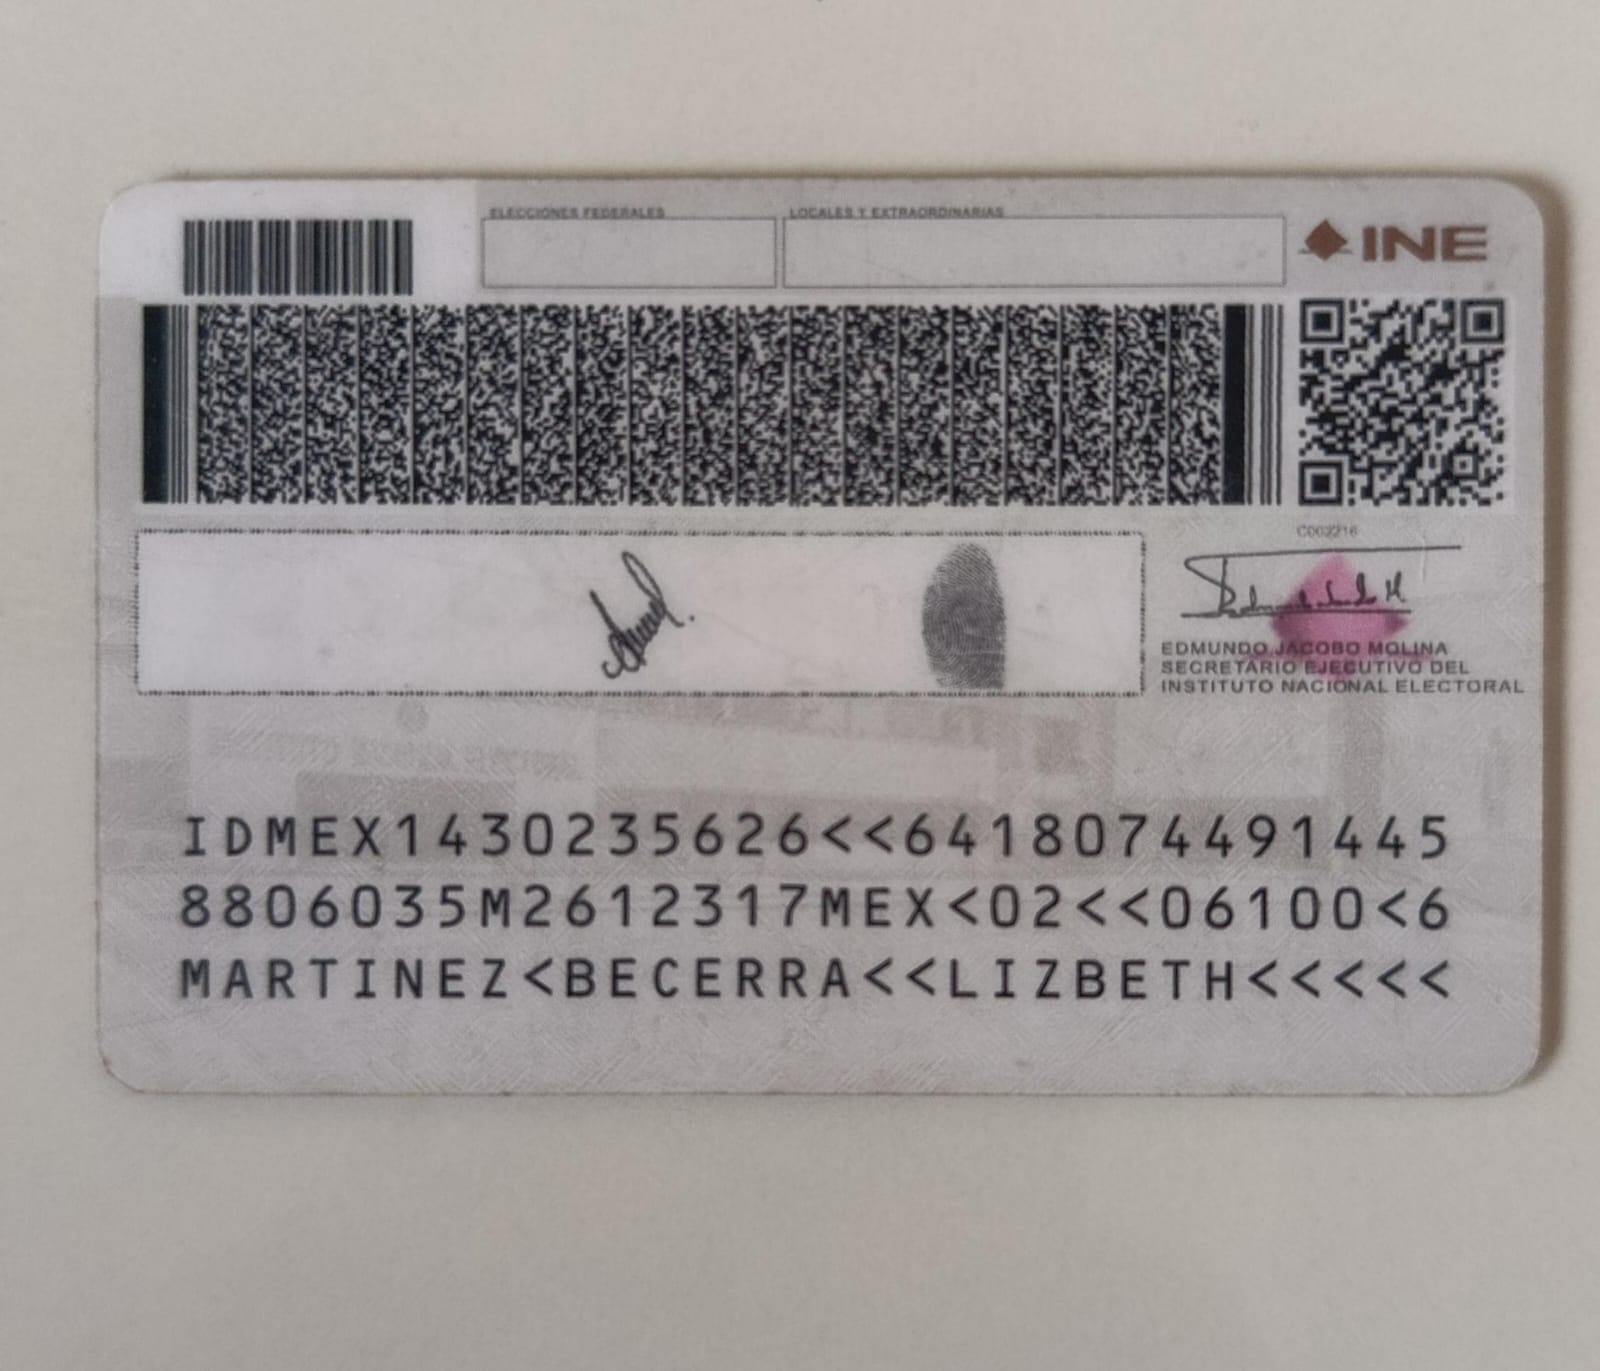 ELECCIONES FEDERALES
LOCALES Y EXTRAORDINARIAS
INE
C002216
EDMUNDO JACOBO MOLINA
SECRETARIO EJECUTIVO DEL
INSTITUTO NACIONAL ELECTORAL
IDMEX1430235626<<6418074491445
8806035M2612317MEX<02<<06100<6
MARTINEZ<BECERRA<<LIZBETH<<<<<